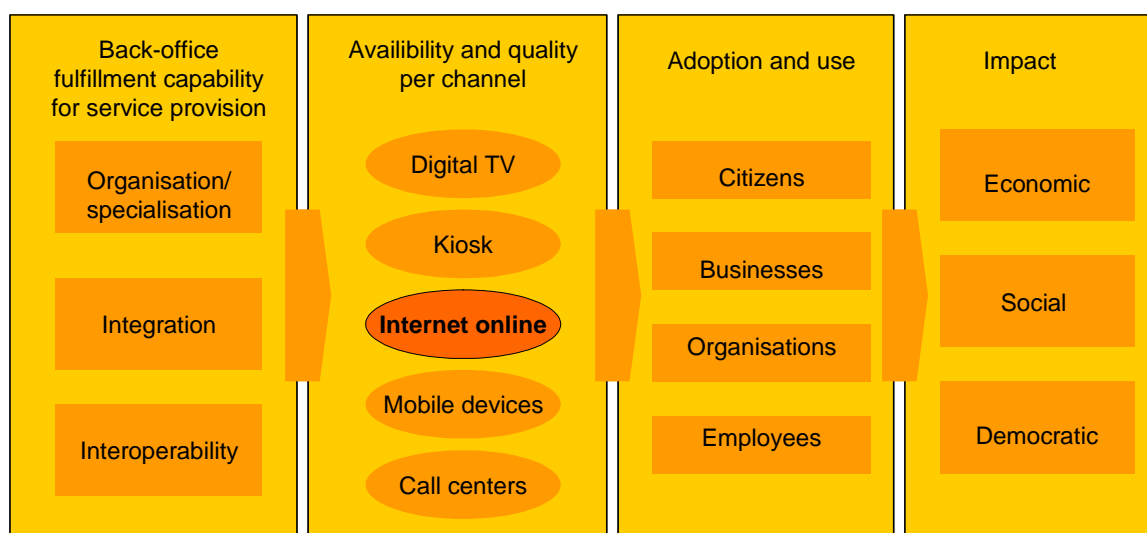 Back-office
fulfillment capability
for service provision
Organisation/
specialisation
Integration
Interoperability
Availibility and quality
per channel
Digital TV
Kiosk
Internet online
Mobile devices
Call centers
Adoption and use
Citizens
Businesses
Organisations
Employees
Impact
Economic
Social
Democratic